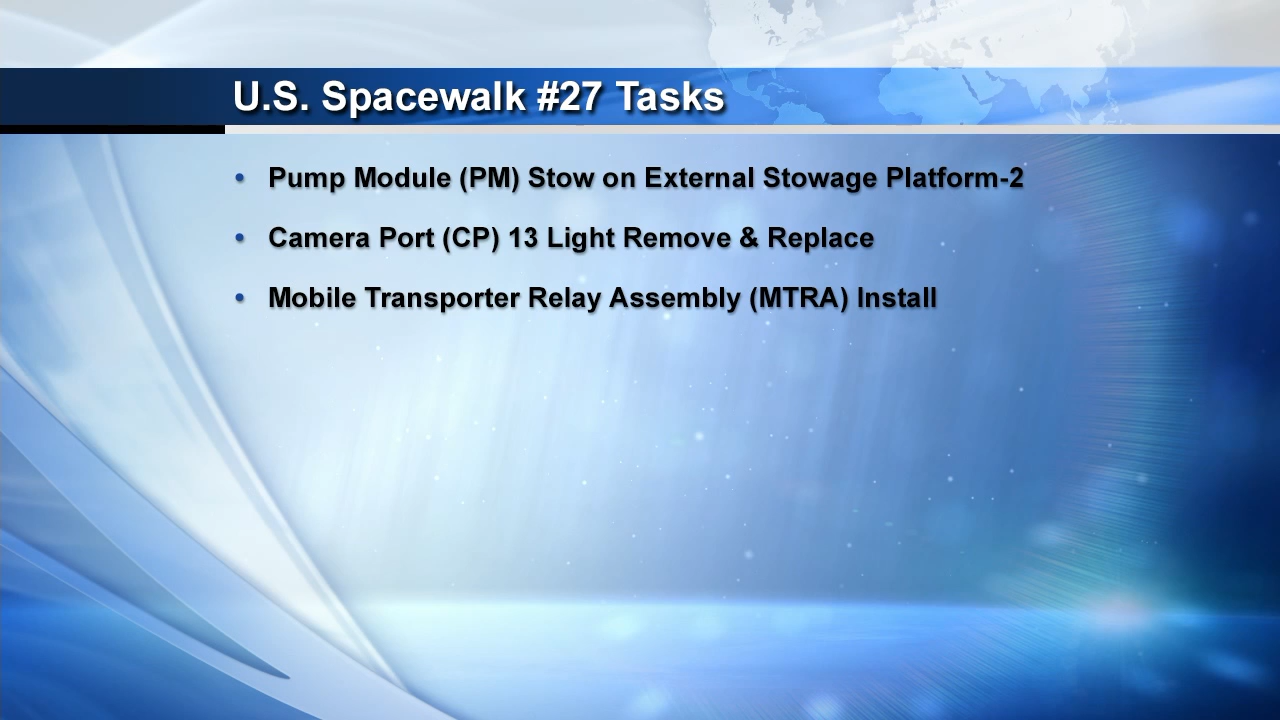 U.S. Spacewalk #27 Tasks
• Pump Module (PM) Stow on External Stowage Platform-2
• Camera Port (CP) 13 Light Remove & Replace
• Mobile Transporter Relay Assembly (MTRA) Install